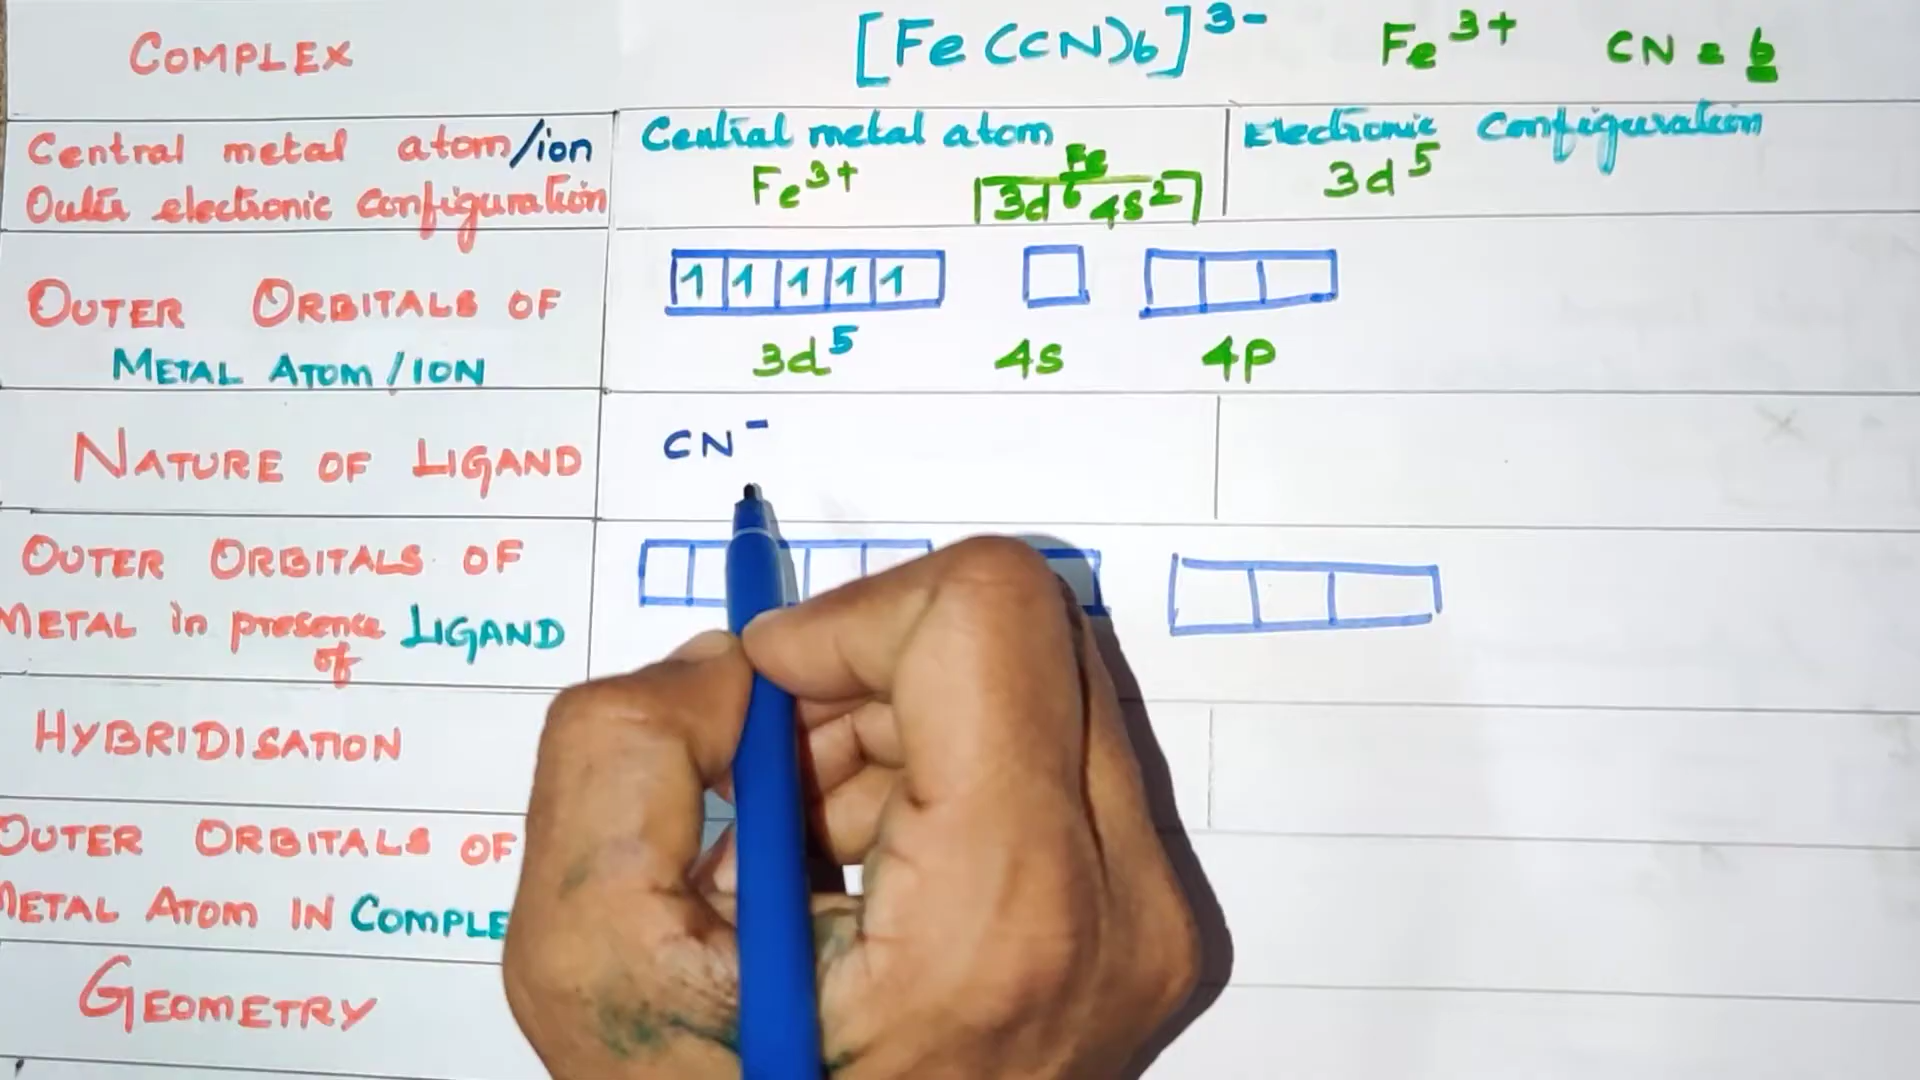 COMPLEX
[Fe(CN)6]3-
Fe3+
CN = 6
Central metal atom/ion
Outer electronic configuration
Central metal atom
Fe3+
Fe
3d6 4s2
Electronic Configuration
3d5
OUTER ORBITALS OF
METAL ATOM/ION
1 1 1 1 1
3d5
4s
4p
NATURE OF LIGAND
CN-
OUTER ORBITALS OF
METAL in presence
of
LIGAND
HYBRIDISATION
OUTER ORBITALS OF
METAL ATOM IN COMPLE
GEOMETRY